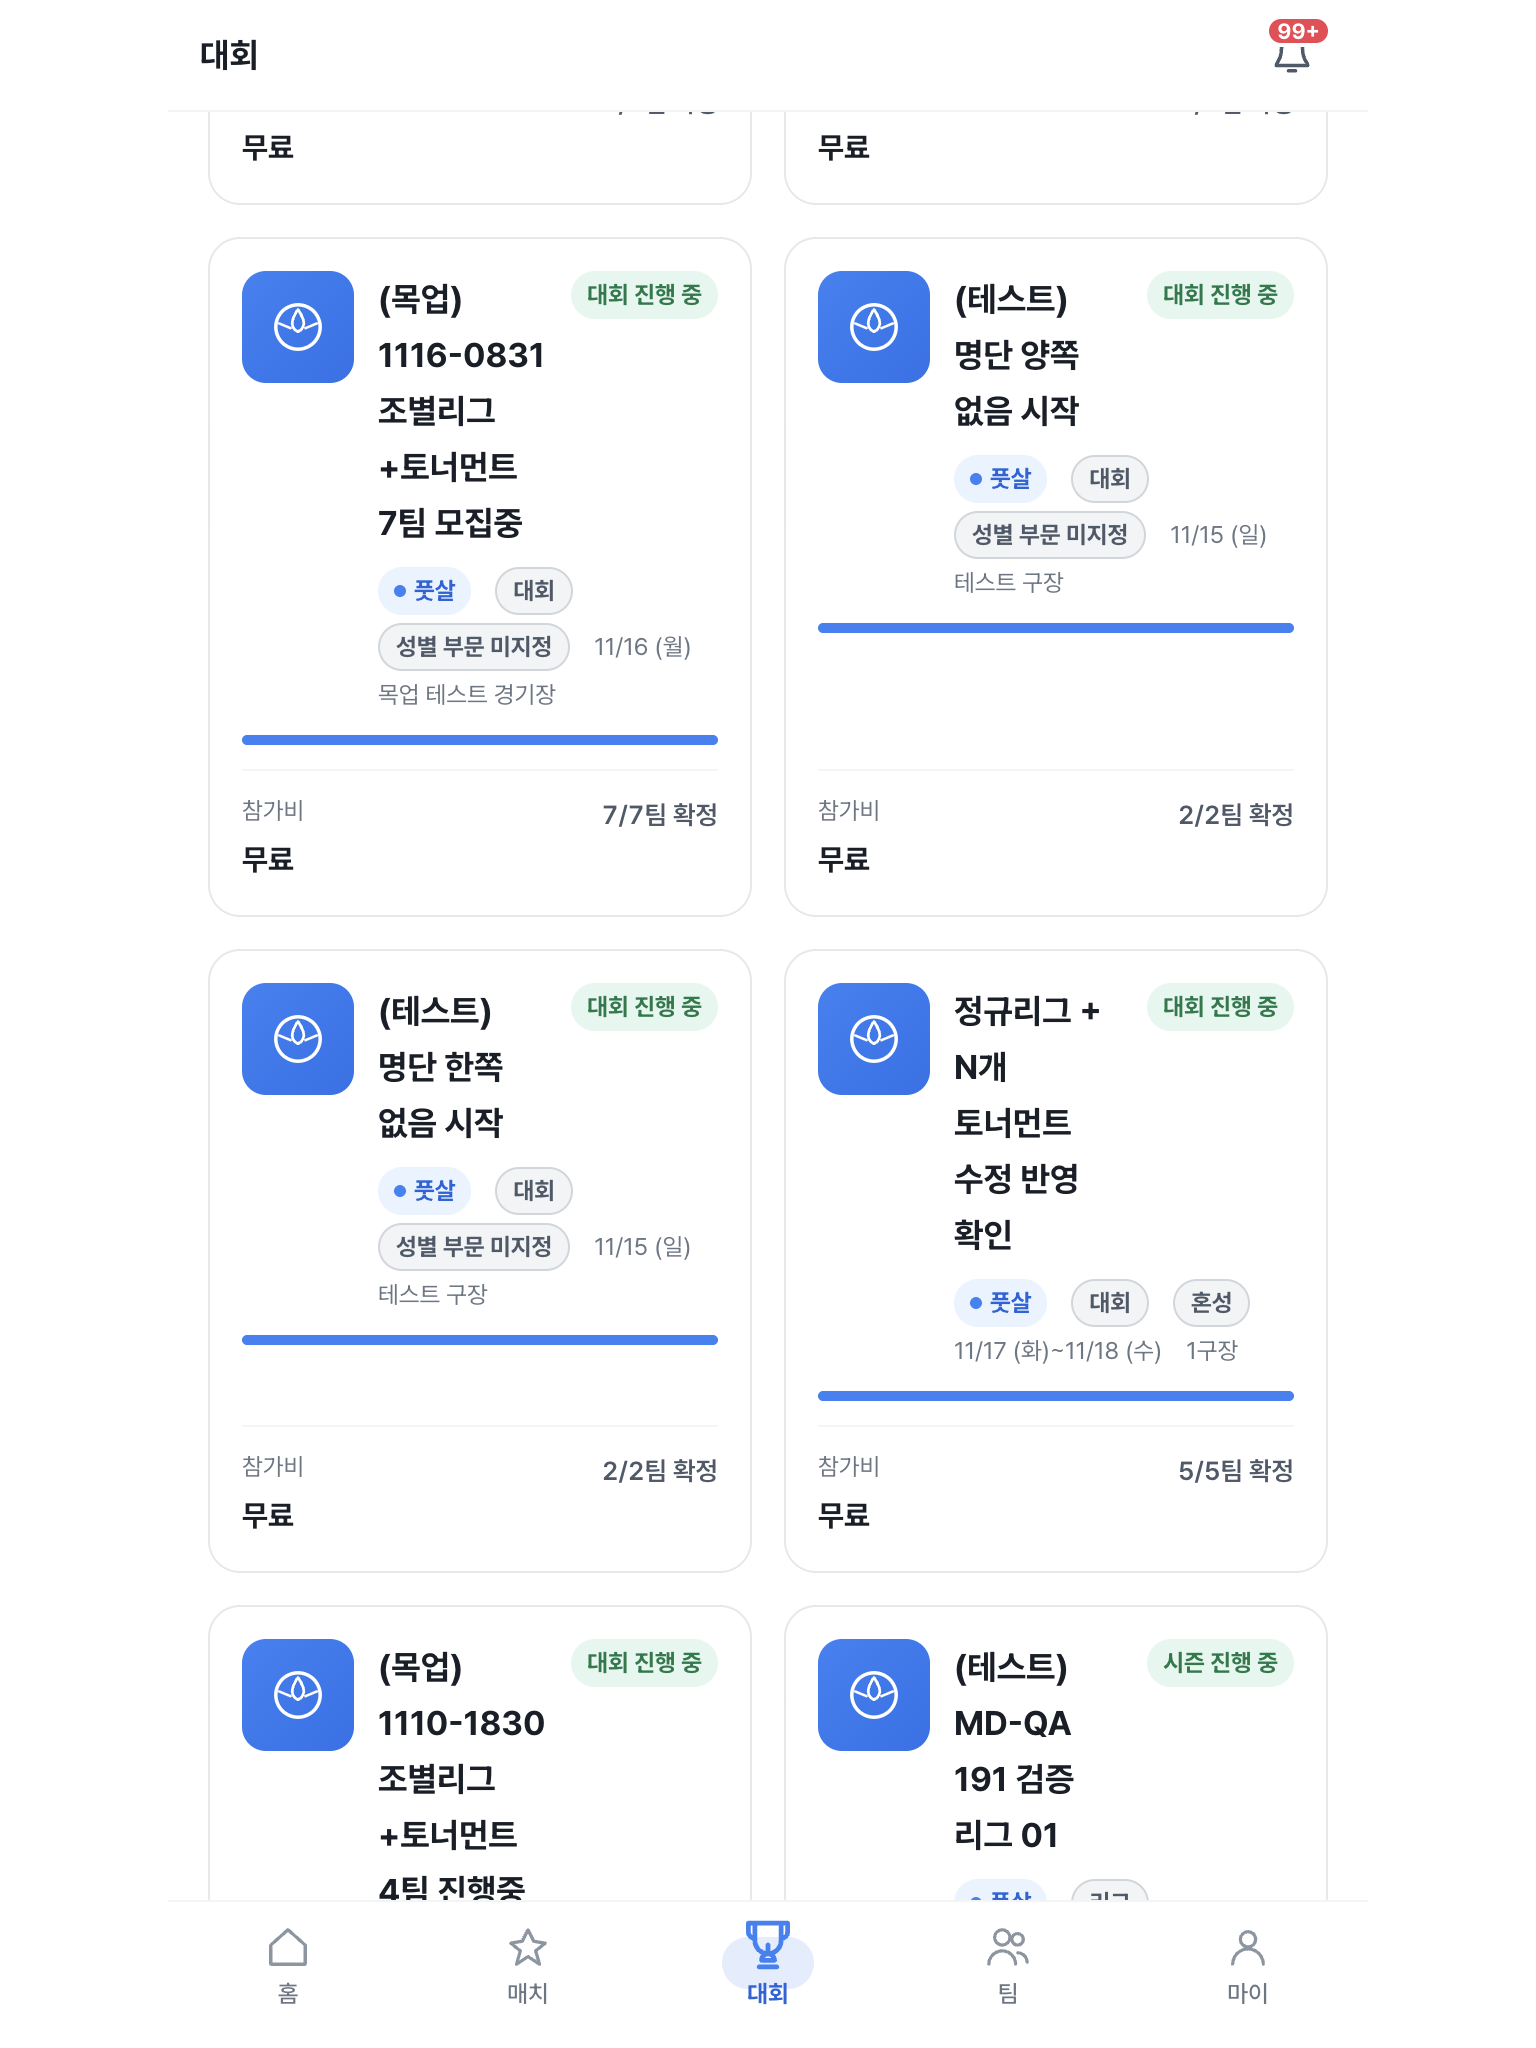 대회
99+
무료
무료
(목업)
1116-0831
조별리그
+토너먼트
7팀 모집중
대회 진행 중
풋살
대회
성별 부문 미지정
11/16 (월)
목업 테스트 경기장
참가비
7/7팀 확정
무료
(테스트)
명단 양쪽
없음 시작
대회 진행 중
풋살
대회
성별 부문 미지정
11/15 (일)
테스트 구장
참가비
2/2팀 확정
무료
(테스트)
명단 한쪽
없음 시작
대회 진행 중
풋살
대회
성별 부문 미지정
11/15 (일)
테스트 구장
참가비
2/2팀 확정
무료
정규리그 +
N개
토너먼트
수정 반영
확인
대회 진행 중
풋살
대회
혼성
11/17 (화)~11/18 (수)
1구장
참가비
5/5팀 확정
무료
(목업)
1110-1830
조별리그
+토너먼트
4팀 진행중
대회 진행 중
(테스트)
MD-QA
191 검증
리그 01
시즌 진행 중
풋살
리그
홈
매치
대회
팀
마이